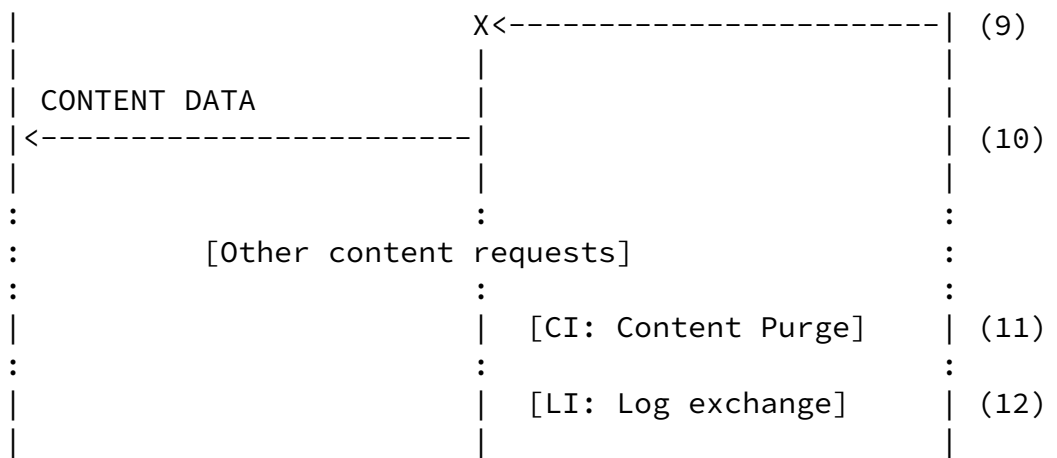 |                      X<------------------------| (9)
|                      |                         |
| CONTENT DATA         |                         |
|<------------------------|                         | (10)
|                      |                         |
:                      :                         :
:          [Other content requests]              :
:                      :                         :
|                      |  [CI: Content Purge]    | (11)
:                      :                         :
|                      |  [LI: Log exchange]     | (12)
|                      |                         |